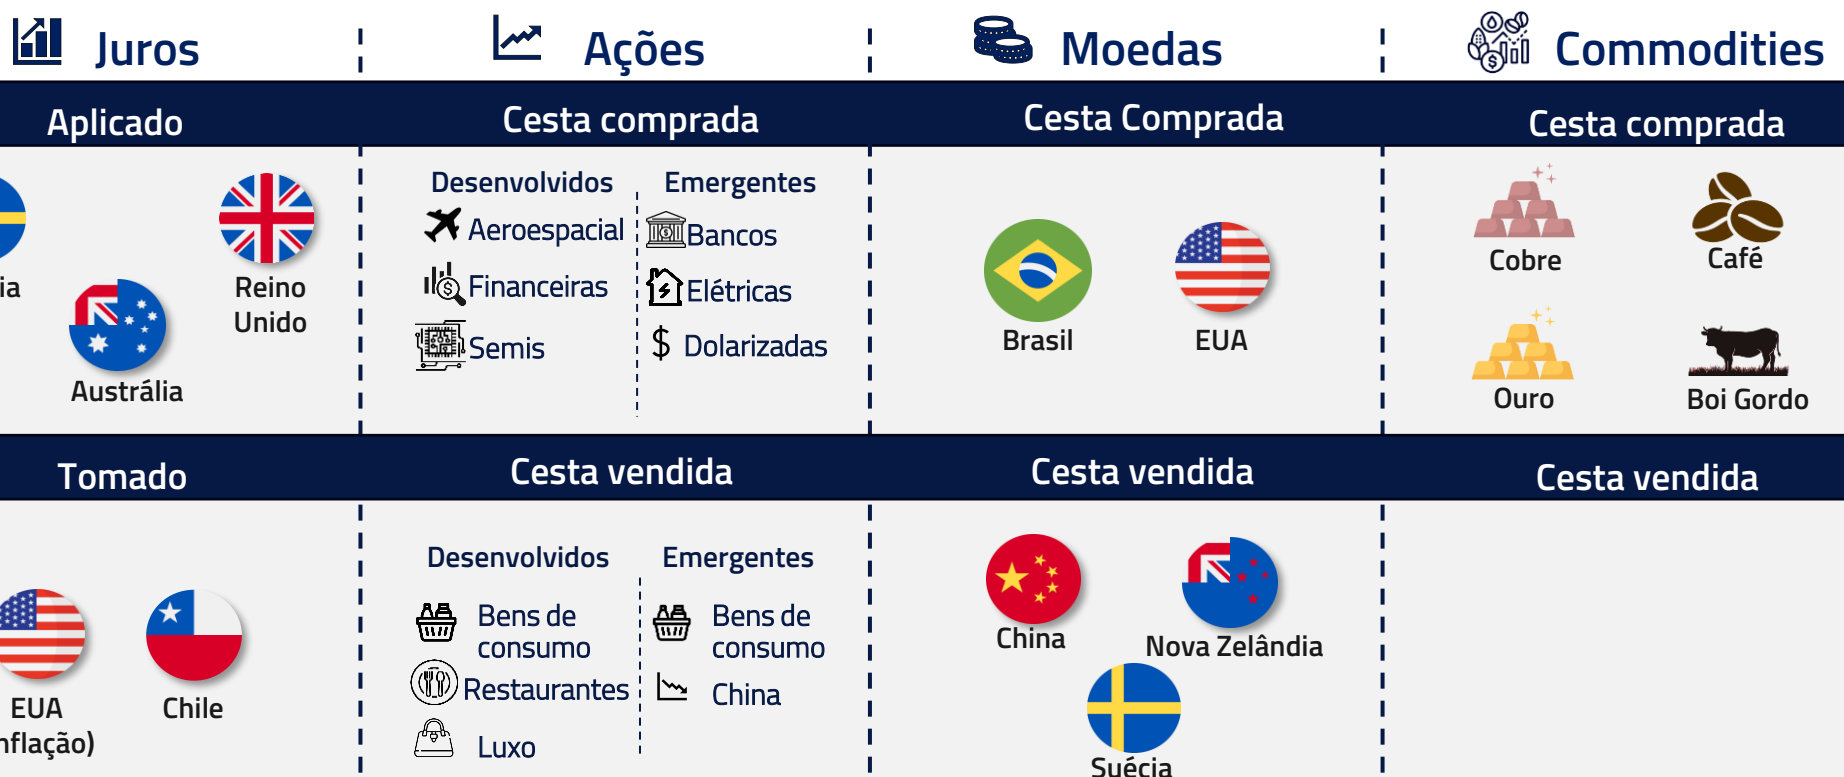 Juros
Ações
Moedas
Commodities
Aplicado
Cesta comprada
Cesta Comprada
Cesta comprada
ia
Austrália
Reino
Unido
Desenvolvidos
Aeroespacial
Financeiras
Semis
Emergentes
Bancos
Elétricas
$ Dolarizadas
Brasil
EUA
Cobre
Café
Ouro
Boi Gordo
Tomado
Cesta vendida
Cesta vendida
Cesta vendida
EUA
nflação)
Chile
Desenvolvidos
Bens de
consumo
Restaurantes
Luxo
Emergentes
Bens de
consumo
China
China
Nova Zelândia
Suécia